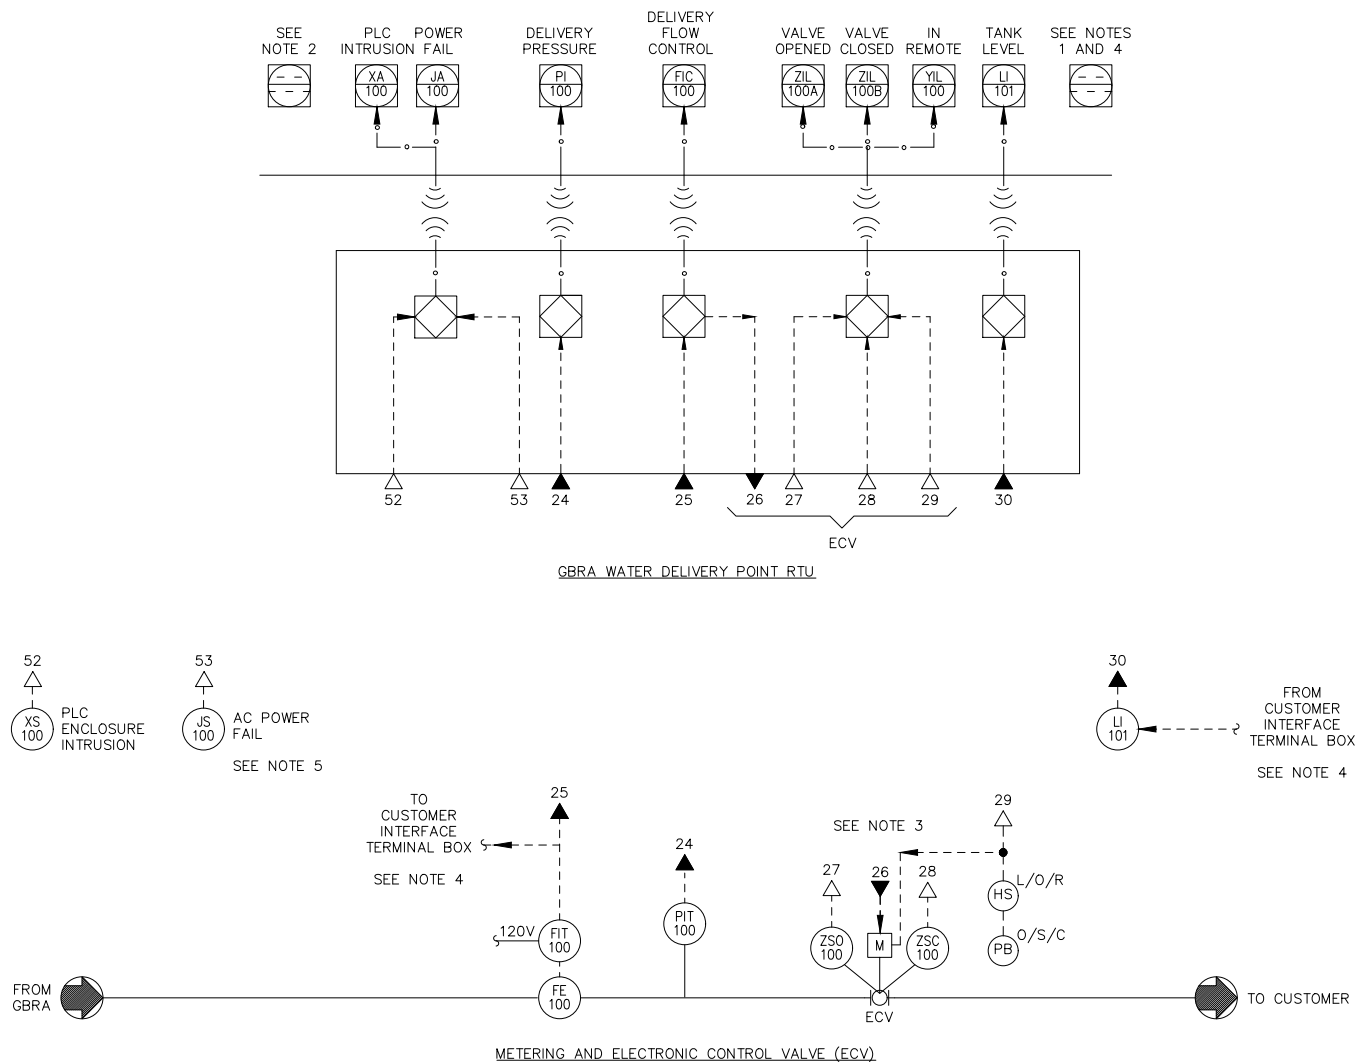 SEE
NOTE 2
PLC
INTRUSION
POWER
FAIL
DELIVERY
PRESSURE
DELIVERY
FLOW
CONTROL
VALVE
OPENED
VALVE
CLOSED
IN
REMOTE
TANK
LEVEL
SEE NOTES
1 AND 4
XA
100
JA
100
PI
100
FIC
100
ZIL
100A
ZIL
100B
YIL
100
LI
101
52
53
24
25
26
27
28
29
30
ECV
GBRA WATER DELIVERY POINT RTU
52
XS
100
PLC
ENCLOSURE
INTRUSION
53
JS
100
AC POWER
FAIL
SEE NOTE 5
30
LI
101
FROM
CUSTOMER
INTERFACE
TERMINAL BOX
SEE NOTE 4
TO
CUSTOMER
INTERFACE
TERMINAL BOX
SEE NOTE 4
25
24
SEE NOTE 3
29
27
26
28
HS
L/O/R
PB
O/S/C
120V
FIT
100
PIT
100
ZSO
100
M
ZSC
100
FROM
GBRA
FE
100
ECV
TO CUSTOMER
METERING AND ELECTRONIC CONTROL VALVE (ECV)